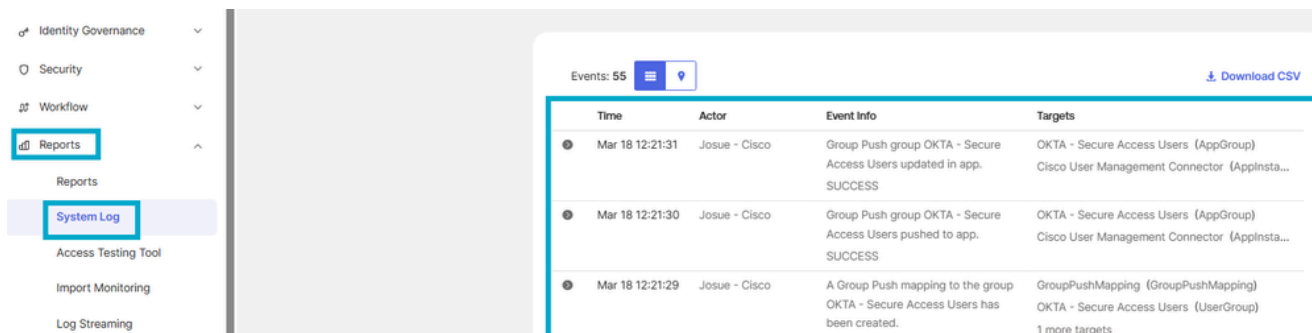 Identity Governance
Security
Workflow
Reports
Reports
System Log
Access Testing Tool
Import Monitoring
Log Streaming
Events: 55
Download CSV
Time Actor Event Info Targets
Mar 18 12:21:31 Josue - Cisco Group Push group OKTA - Secure OKTA - Secure Access Users (AppGroup)
Access Users updated in app. Cisco User Management Connector (AppInsta...
SUCCESS
Mar 18 12:21:30 Josue - Cisco Group Push group OKTA - Secure OKTA - Secure Access Users (AppGroup)
Access Users pushed to app. Cisco User Management Connector (AppInsta...
SUCCESS
Mar 18 12:21:29 Josue - Cisco A Group Push mapping to the group GroupPushMapping (GroupPushMapping)
OKTA - Secure Access Users has OKTA - Secure Access Users (UserGroup)
been created. 1 more targets